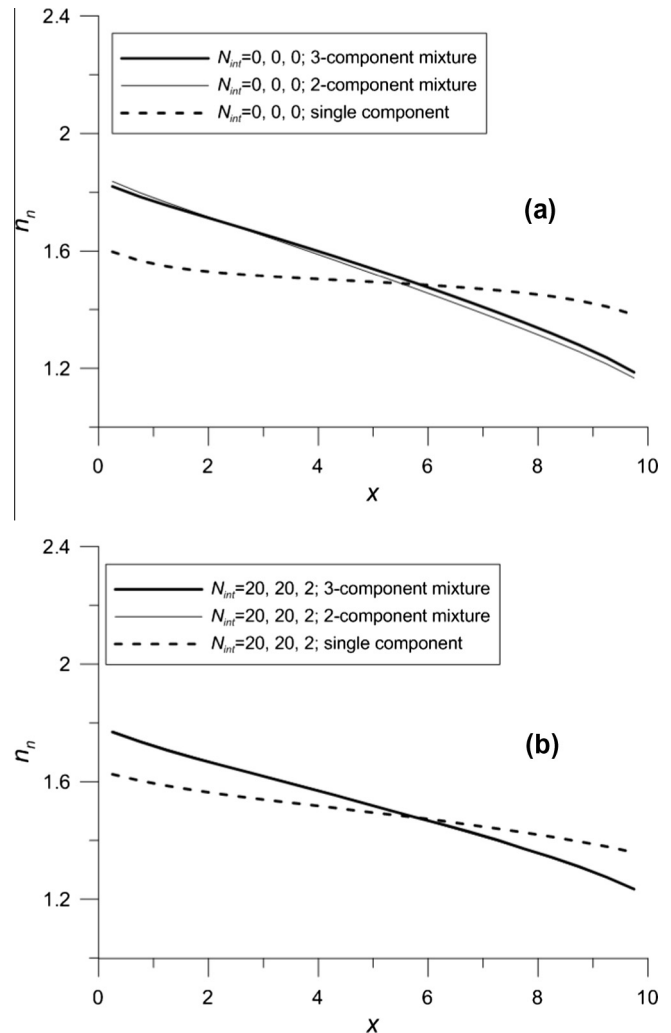 2.4
N_int=0, 0, 0; 3-component mixture
N_int=0, 0, 0; 2-component mixture
N_int=0, 0, 0; single component
2
(a)
n_n
1.6
1.2
0 2 4 6 8 10
x
2.4
N_int=20, 20, 2; 3-component mixture
N_int=20, 20, 2; 2-component mixture
N_int=20, 20, 2; single component
2
(b)
n_n
1.6
1.2
0 2 4 6 8 10
x